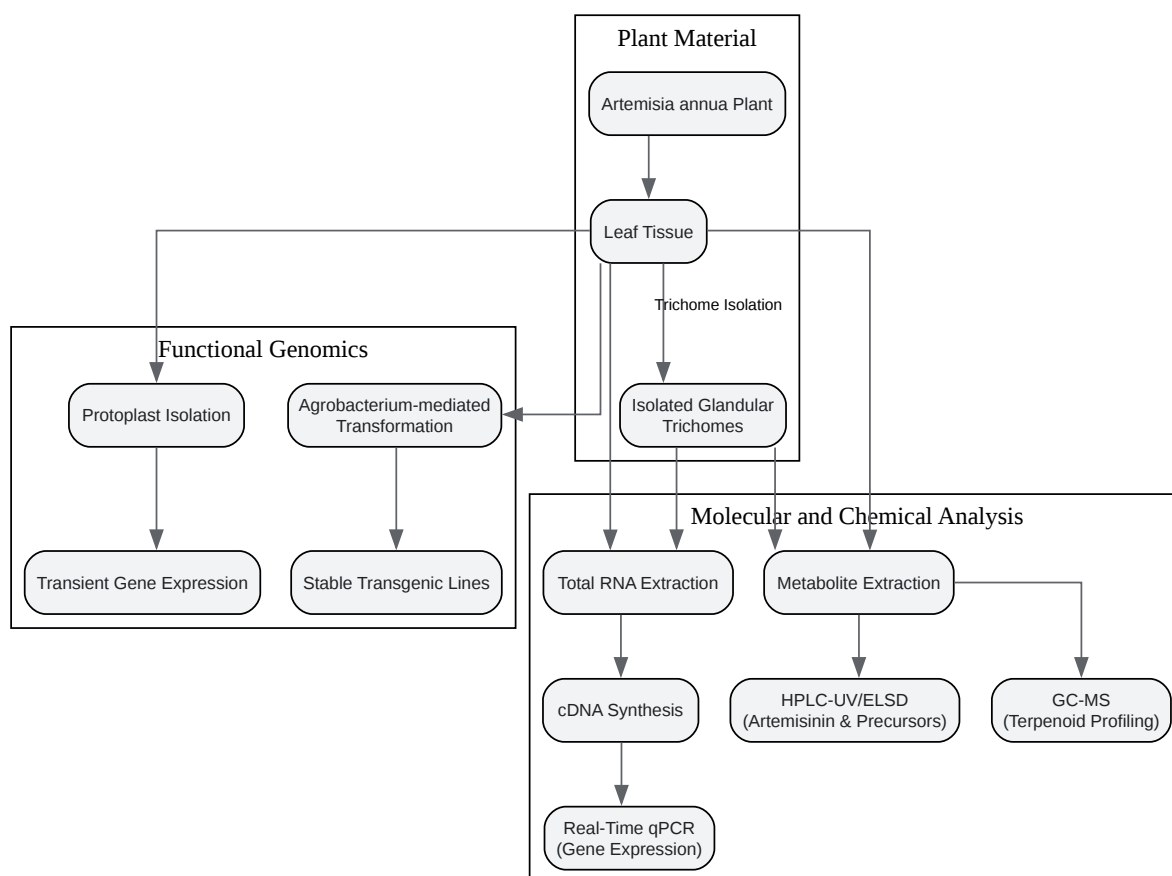 Plant Material
Artemisia annua Plant
Leaf Tissue
Trichome Isolation
Isolated Glandular
Trichomes
Functional Genomics
Protoplast Isolation
Agrobacterium-mediated
Transformation
Transient Gene Expression
Stable Transgenic Lines
Molecular and Chemical Analysis
Total RNA Extraction
Metabolite Extraction
cDNA Synthesis
HPLC-UV/ELSD
(Artemisinin & Precursors)
GC-MS
(Terpenoid Profiling)
Real-Time qPCR
(Gene Expression)